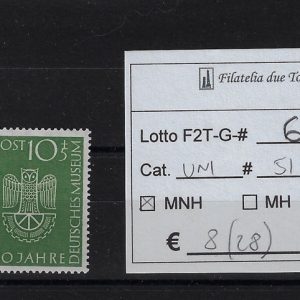 Filatelia due To
Lotto F2T-G-# 6
POST 10+5
DEUTSCHES MUSEUM
0 JAHRE
Cat. UNI # 51
☒ MNH ☐ MH
€ 8 (28)